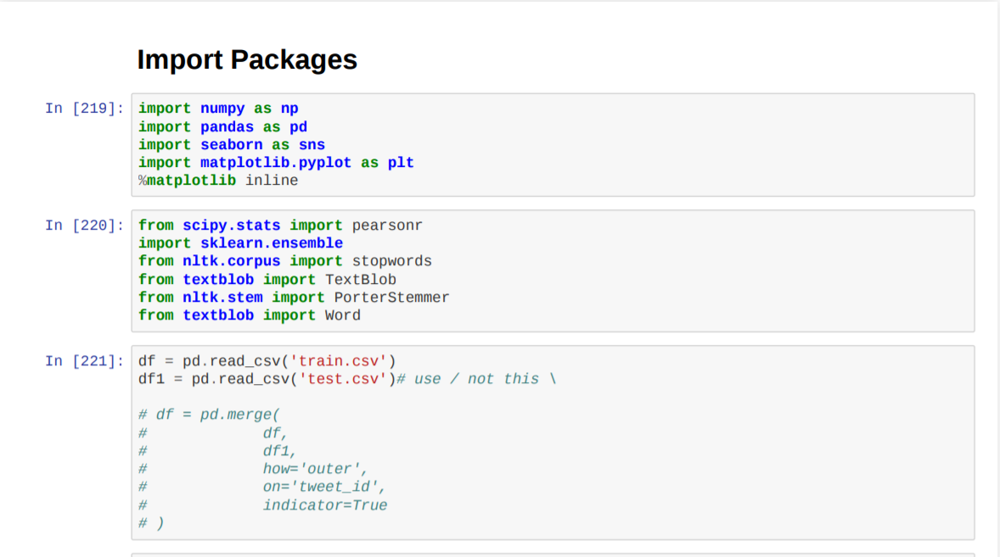 Import Packages
In [219]: import numpy as np
import pandas as pd
import seaborn as sns
import matplotlib.pyplot as plt
%matplotlib inline
In [220]: from scipy.stats import pearsonr
import sklearn.ensemble
from nltk.corpus import stopwords
from textblob import TextBlob
from nltk.stem import PorterStemmer
from textblob import Word
In [221]: df = pd.read_csv('train.csv')
df1 = pd.read_csv('test.csv')# use / not this \
# df = pd.merge(
#             df,
#             df1,
#             how='outer',
#             on='tweet_id',
#             indicator=True
# )